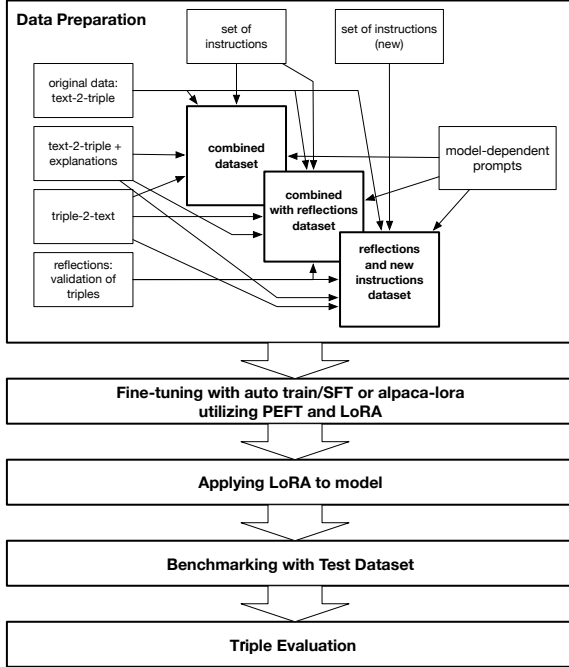 Data Preparation
set of
instructions
set of instructions
(new)
original data:
text-2-triple
text-2-triple +
explanations
combined
dataset
model-dependent
prompts
triple-2-text
combined
with reflections
dataset
reflections:
validation of
triples
reflections
and new
instructions
dataset
Fine-tuning with auto train/SFT or alpaca-lora
utilizing PEFT and LoRA
Applying LoRA to model
Benchmarking with Test Dataset
Triple Evaluation